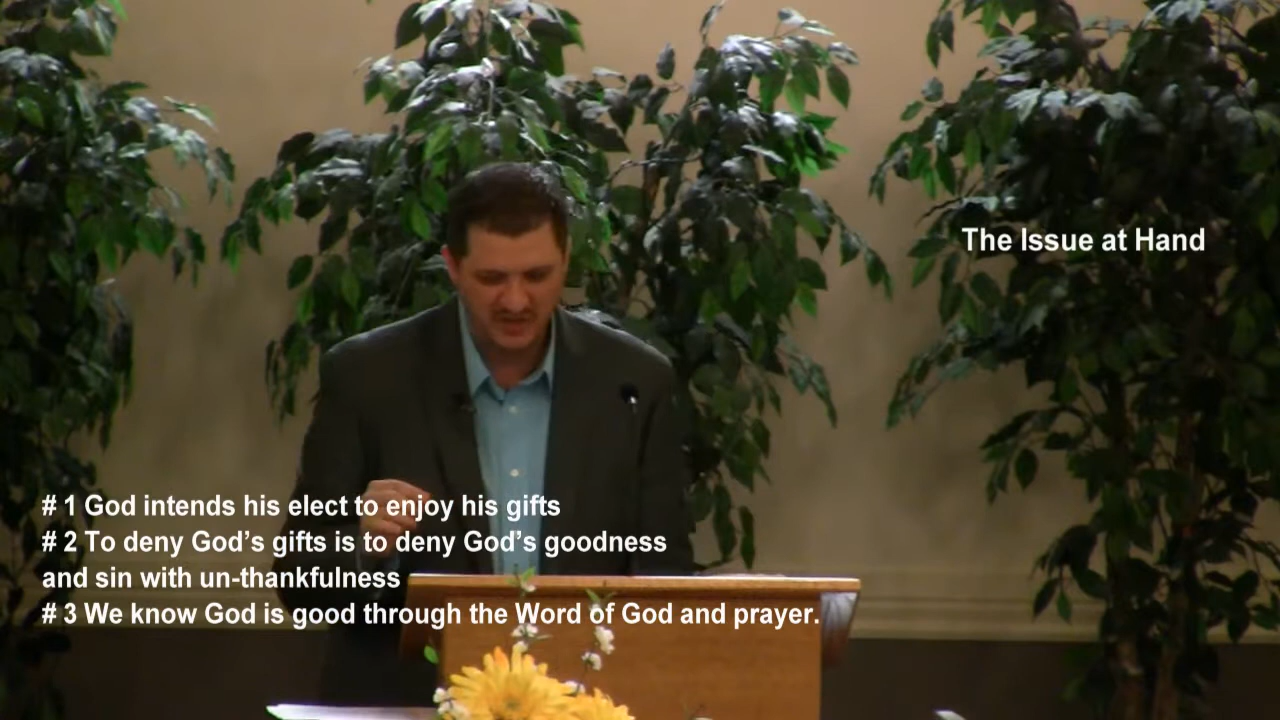 The Issue at Hand
# 1 God intends his elect to enjoy his gifts
# 2 To deny God’s gifts is to deny God’s goodness
and sin with un-thankfulness
# 3 We know God is good through the Word of God and prayer.